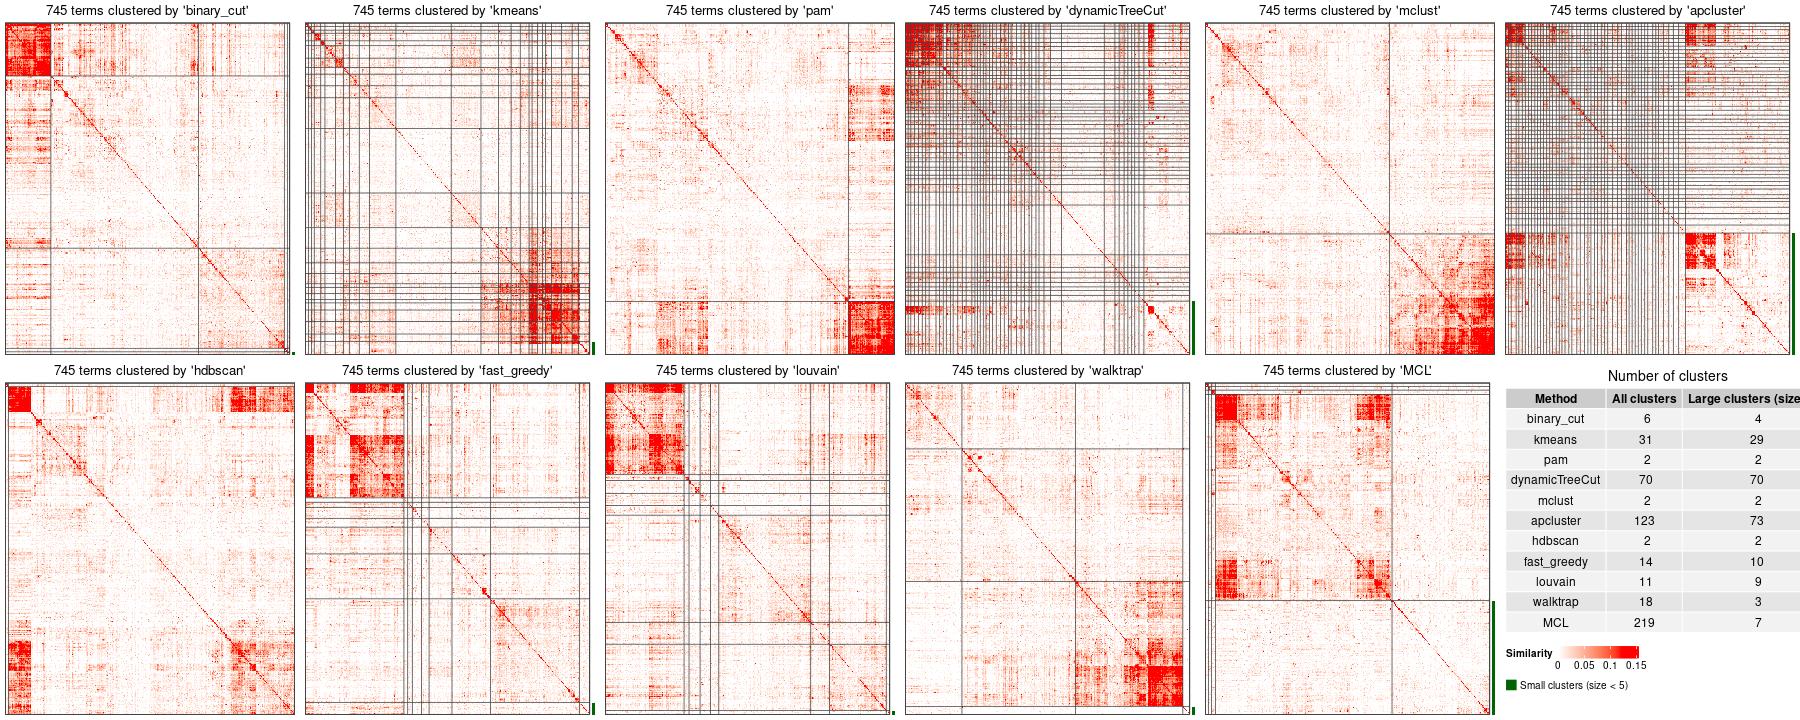 745 terms clustered by 'binary_cut'
745 terms clustered by 'kmeans'
745 terms clustered by 'pam'
745 terms clustered by 'dynamicTreeCut'
745 terms clustered by 'mclust'
745 terms clustered by 'apcluster'
745 terms clustered by 'hdbscan'
745 terms clustered by 'fast_greedy'
745 terms clustered by 'louvain'
745 terms clustered by 'walktrap'
745 terms clustered by 'MCL'
Number of clusters
Method All clusters Large clusters (size
binary_cut 6 4
kmeans 31 29
pam 2 2
dynamicTreeCut 70 70
mclust 2 2
apcluster 123 73
hdbscan 2 2
fast_greedy 14 10
louvain 11 9
walktrap 18 3
MCL 219 7
Similarity
0 0.05 0.1 0.15
Small clusters (size < 5)